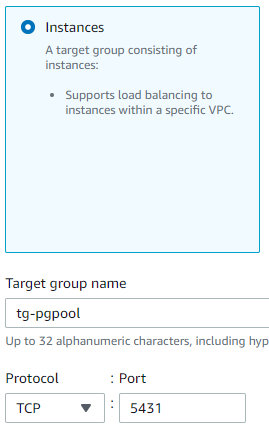 Instances
A target group consisting of
instances:
• Supports load balancing to
instances within a specific VPC.
Target group name
tg-pgpool
Up to 32 alphanumeric characters, including hyp
Protocol : Port
TCP : 5431